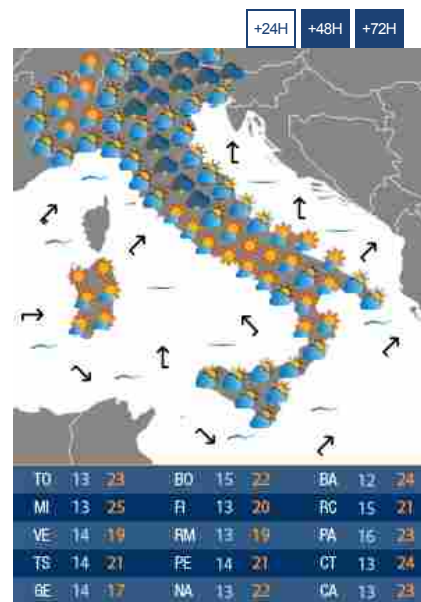 +24H +48H +72H
TO 13 23 BO 15 22 BA 12 24
MI 13 25 FI 13 20 RC 15 21
VE 14 19 RM 13 19 PA 16 23
TS 14 21 PE 14 21 CT 13 24
GE 14 17 NA 13 22 CA 13 23